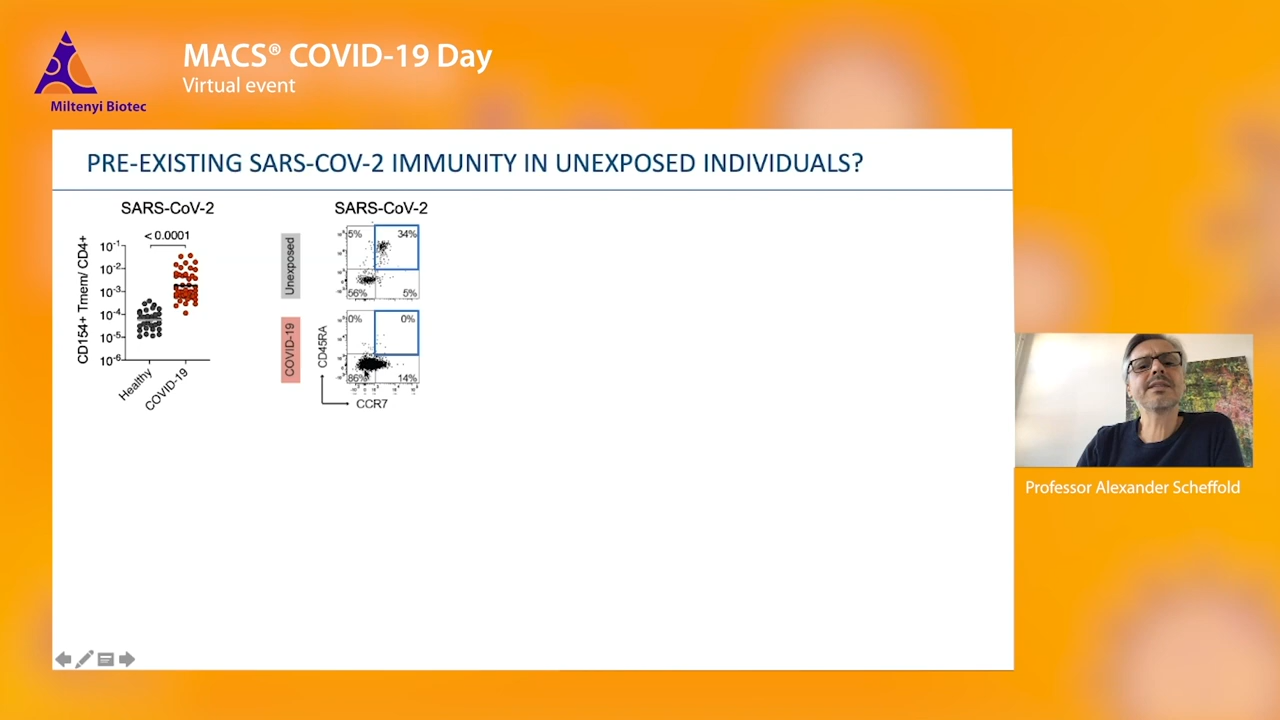 MACS® COVID-19 Day
Virtual event
Miltenyi Biotec
PRE-EXISTING SARS-COV-2 IMMUNITY IN UNEXPOSED INDIVIDUALS?
SARS-CoV-2
< 0.0001
CD154+ Tmem/ CD4+
10-1
10-2
10-3
10-4
10-5
10-6
Healthy
COVID-19
SARS-CoV-2
Unexposed
5%
34%
56%
5%
COVID-19
CD45RA
0%
0%
86%
14%
CCR7
Professor Alexander Scheffold